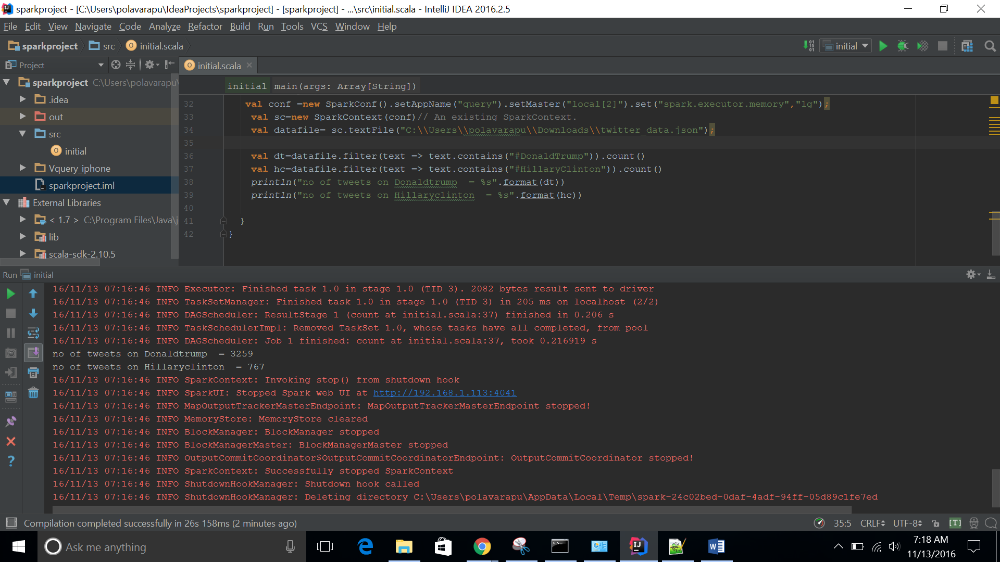 sparkproject - [C:\Users\polavarapu\IdeaProjects\sparkproject] - [sparkproject] - ...\src\initial.scala - IntelliJ IDEA 2016.2.5
File Edit View Navigate Code Analyze Refactor Build Run Tools VCS Window Help
sparkproject src initial.scala initial
Project
initial.scala
sparkproject C:\Users\polavarapu\
.idea
out
src
initial
Vquery_iphone
sparkproject.iml
External Libraries
< 1.7 > C:\Program Files\Java\j
lib
scala-sdk-2.10.5
initial main(args: Array[String])
32 val conf =new SparkConf().setAppName("query").setMaster("local[2]").set("spark.executor.memory","1g");
33 val sc=new SparkContext(conf)// An existing SparkContext.
34 val datafile= sc.textFile("C:\\Users\\polavarapu\\Downloads\\twitter_data.json");
35
36 val dt=datafile.filter(text => text.contains("#DonaldTrump")).count()
37 val hc=datafile.filter(text => text.contains("#HillaryClinton")).count()
38 println("no of tweets on Donaldtrump  = %s".format(dt))
39 println("no of tweets on Hillaryclinton  = %s".format(hc))
40
41 }
42 }
Run initial
16/11/13 07:16:46 INFO Executor: Finished task 1.0 in stage 1.0 (TID 3). 2082 bytes result sent to driver
16/11/13 07:16:46 INFO TaskSetManager: Finished task 1.0 in stage 1.0 (TID 3) in 205 ms on localhost (2/2)
16/11/13 07:16:46 INFO DAGScheduler: ResultStage 1 (count at initial.scala:37) finished in 0.206 s
16/11/13 07:16:46 INFO TaskSchedulerImpl: Removed TaskSet 1.0, whose tasks have all completed, from pool
16/11/13 07:16:46 INFO DAGScheduler: Job 1 finished: count at initial.scala:37, took 0.216919 s
no of tweets on Donaldtrump  = 3259
no of tweets on Hillaryclinton  = 767
16/11/13 07:16:46 INFO SparkContext: Invoking stop() from shutdown hook
16/11/13 07:16:46 INFO SparkUI: Stopped Spark web UI at http://192.168.1.113:4041
16/11/13 07:16:46 INFO MapOutputTrackerMasterEndpoint: MapOutputTrackerMasterEndpoint stopped!
16/11/13 07:16:46 INFO MemoryStore: MemoryStore cleared
16/11/13 07:16:46 INFO BlockManager: BlockManager stopped
16/11/13 07:16:46 INFO BlockManagerMaster: BlockManagerMaster stopped
16/11/13 07:16:46 INFO OutputCommitCoordinator$OutputCommitCoordinatorEndpoint: OutputCommitCoordinator stopped!
16/11/13 07:16:46 INFO SparkContext: Successfully stopped SparkContext
16/11/13 07:16:46 INFO ShutdownHookManager: Shutdown hook called
16/11/13 07:16:46 INFO ShutdownHookManager: Deleting directory C:\Users\polavarapu\AppData\Local\Temp\spark-24c02bed-0daf-4adf-94ff-05d89c1fe7ed
Compilation completed successfully in 26s 158ms (2 minutes ago) 35:5 CRLF UTF-8 [T]
Ask me anything
7:18 AM
11/13/2016